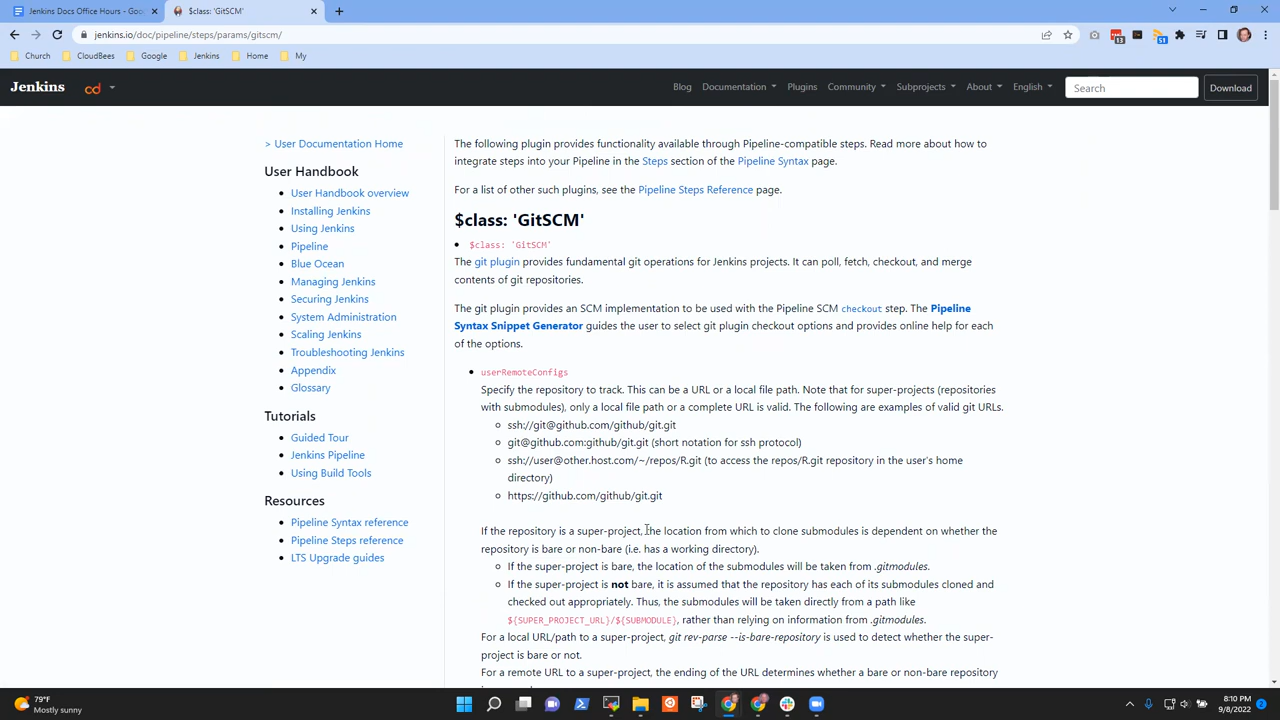 Jenkins Docs Office Hours - Goo
$class: 'GitSCM'
jenkins.io/doc/pipeline/steps/params/gitscm/
13
51
Church
CloudBees
Google
Jenkins
Home
My
Jenkins
cd
Blog
Documentation
Plugins
Community
Subprojects
About
English
Search
Download
> User Documentation Home
User Handbook
User Handbook overview
Installing Jenkins
Using Jenkins
Pipeline
Blue Ocean
Managing Jenkins
Securing Jenkins
System Administration
Scaling Jenkins
Troubleshooting Jenkins
Appendix
Glossary
Tutorials
Guided Tour
Jenkins Pipeline
Using Build Tools
Resources
Pipeline Syntax reference
Pipeline Steps reference
LTS Upgrade guides
The following plugin provides functionality available through Pipeline-compatible steps. Read more about how to
integrate steps into your Pipeline in the Steps section of the Pipeline Syntax page.
For a list of other such plugins, see the Pipeline Steps Reference page.
$class: 'GitSCM'
$class: 'GitSCM'
The git plugin provides fundamental git operations for Jenkins projects. It can poll, fetch, checkout, and merge
contents of git repositories.
The git plugin provides an SCM implementation to be used with the Pipeline SCM checkout step. The Pipeline
Syntax Snippet Generator guides the user to select git plugin checkout options and provides online help for each
of the options.
userRemoteConfigs
Specify the repository to track. This can be a URL or a local file path. Note that for super-projects (repositories
with submodules), only a local file path or a complete URL is valid. The following are examples of valid git URLs.
ssh://git@github.com/github/git.git
git@github.com:github/git.git (short notation for ssh protocol)
ssh://user@other.host.com/~/repos/R.git (to access the repos/R.git repository in the user's home
directory)
https://github.com/github/git.git
If the repository is a super-project, the location from which to clone submodules is dependent on whether the
repository is bare or non-bare (i.e. has a working directory).
If the super-project is bare, the location of the submodules will be taken from .gitmodules.
If the super-project is not bare, it is assumed that the repository has each of its submodules cloned and
checked out appropriately. Thus, the submodules will be taken directly from a path like
${SUPER_PROJECT_URL}/${SUBMODULE}, rather than relying on information from .gitmodules.
For a local URL/path to a super-project, git rev-parse --is-bare-repository is used to detect whether the super-
project is bare or not.
For a remote URL to a super-project, the ending of the URL determines whether a bare or non-bare repository
79°F
Mostly sunny
8:10 PM
9/8/2022
2